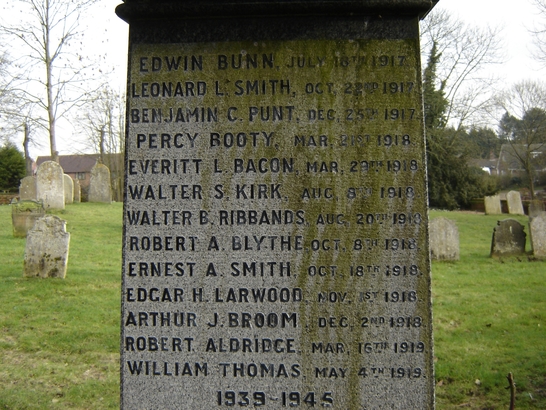 EDWIN BUNN, JULY 18TH 1917.
LEONARD L. SMITH, OCT. 22ND 1917.
BENJAMIN C. PUNT, DEC. 25TH 1917.
PERCY BOOTY, MAR. 21ST 1918.
EVERITT L. BACON, MAR. 29TH 1918.
WALTER S. KIRK, AUG. 8TH 1918.
WALTER B. RIBBANDS, AUG. 20TH 1918.
ROBERT A. BLYTHE, OCT. 8TH 1918.
ERNEST A. SMITH, OCT. 18TH 1918.
EDGAR H. LARWOOD, NOV. 1ST 1918.
ARTHUR J. BROOM, DEC. 2ND 1918.
ROBERT ALDRIDGE, MAR. 16TH 1919.
WILLIAM THOMAS, MAY 4TH 1919.
1939-1945